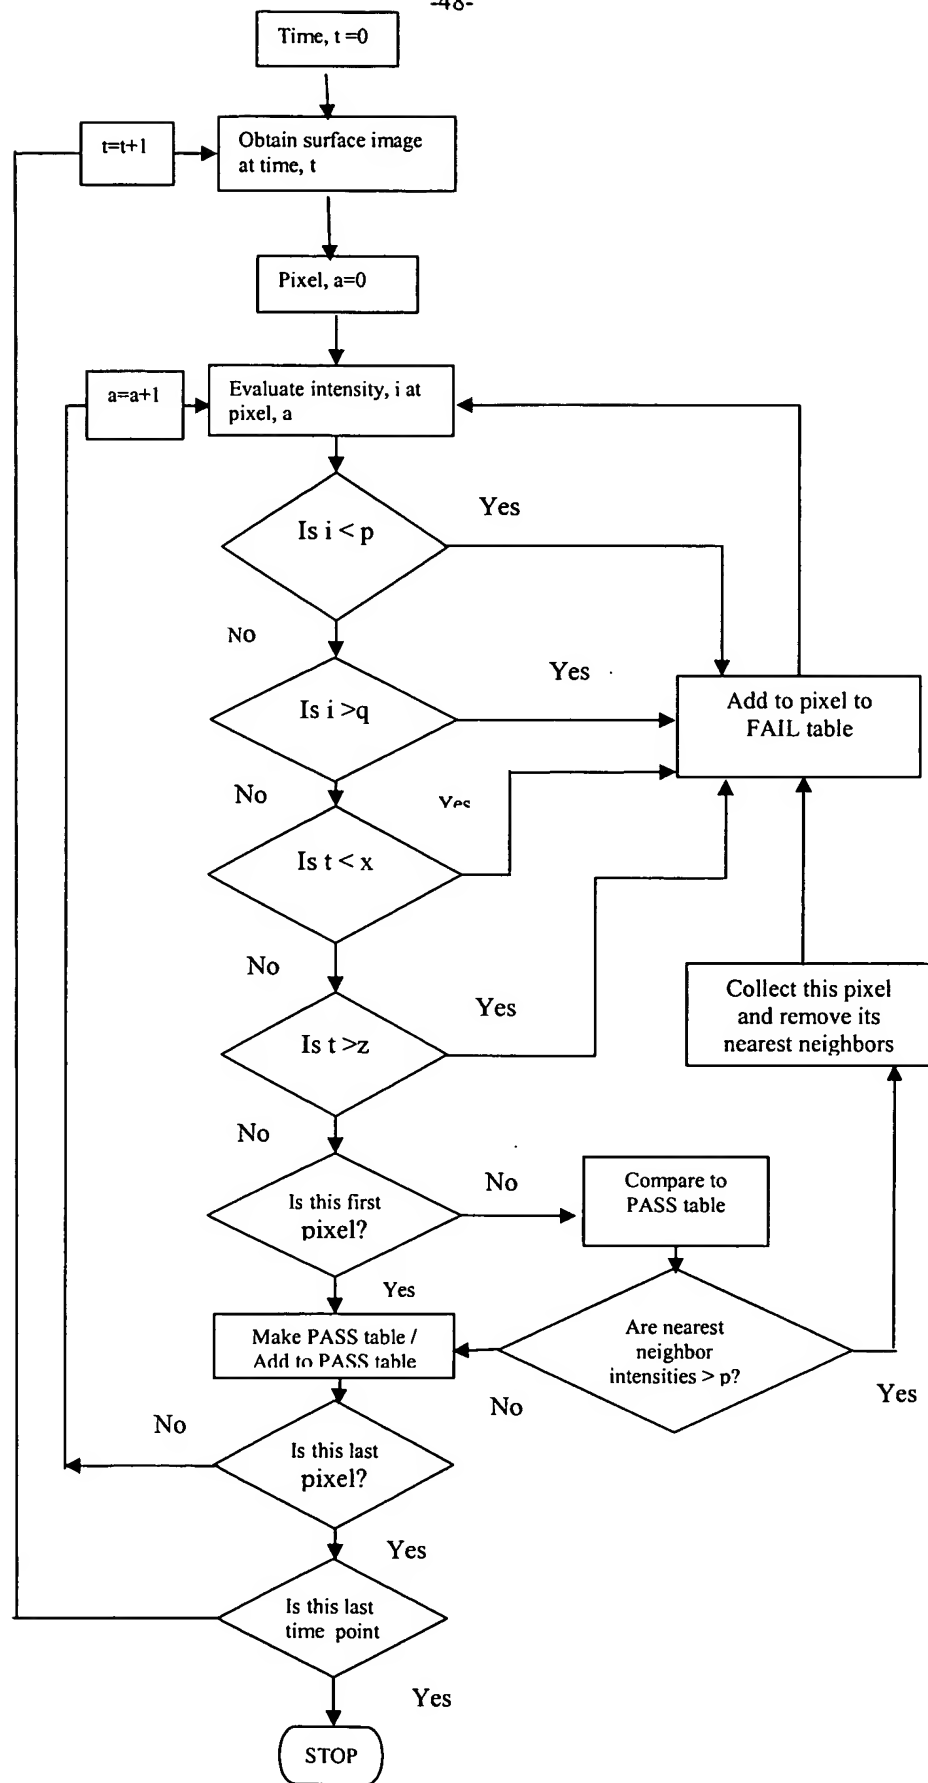 -48-
Time, t =0
t=t+1
Obtain surface image
at time, t
Pixel, a=0
a=a+1
Evaluate intensity, i at
pixel, a
Is i < p
Yes
No
Is i >q
Yes
Add to pixel to
FAIL table
No
Is t < x
Yes
No
Is t >z
Yes
Collect this pixel
and remove its
nearest neighbors
No
Is this first
pixel?
No
Compare to
PASS table
Yes
Make PASS table /
Add to PASS table
Are nearest
neighbor
intensities > p?
No
Yes
No
Is this last
pixel?
Yes
Is this last
time point
Yes
STOP